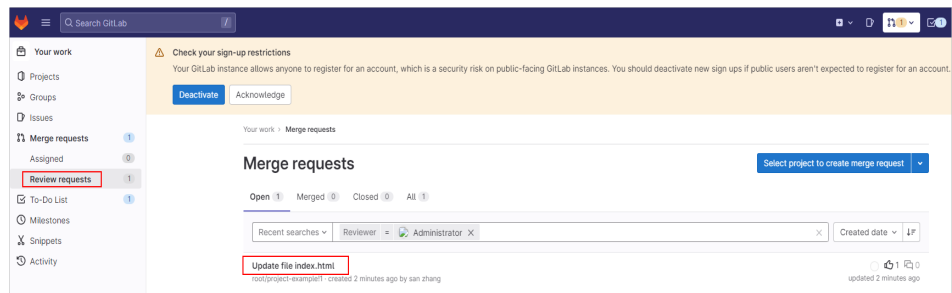 Search GitLab /
1
1
Your work
Projects
Groups
Issues
Merge requests 1
Assigned 0
Review requests 1
To-Do List 1
Milestones
Snippets
Activity
Check your sign-up restrictions
Your GitLab instance allows anyone to register for an account, which is a security risk on public-facing GitLab instances. You should deactivate new sign ups if public users aren't expected to register for an account.
Deactivate Acknowledge
Your work › Merge requests
Merge requests
Select project to create merge request
Open 1 Merged 0 Closed 0 All 1
Recent searches Reviewer = Administrator
Created date
Update file index.html
1 0
root/project-example!1 · created 2 minutes ago by san zhang
updated 2 minutes ago